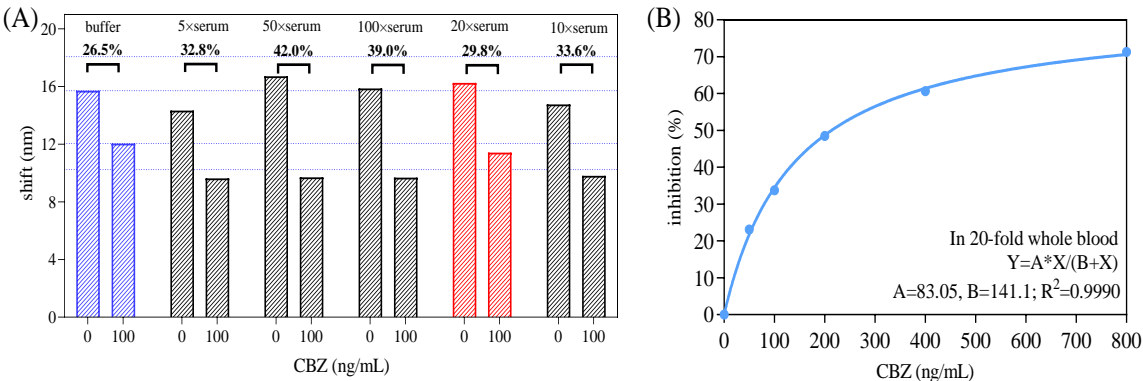 (A)
20
16
12
8
4
0
shift (nm)
buffer 5×serum 50×serum 100×serum 20×serum 10×serum
26.5% 32.8% 42.0% 39.0% 29.8% 33.6%
0 100 0 100 0 100 0 100 0 100 0 100
CBZ (ng/mL)
(B)
80
70
60
50
40
30
20
10
0
inhibition (%)
In 20-fold whole blood
Y=A*X/(B+X)
A=83.05, B=141.1; R²=0.9990
0 100 200 300 400 500 600 700 800
CBZ (ng/mL)